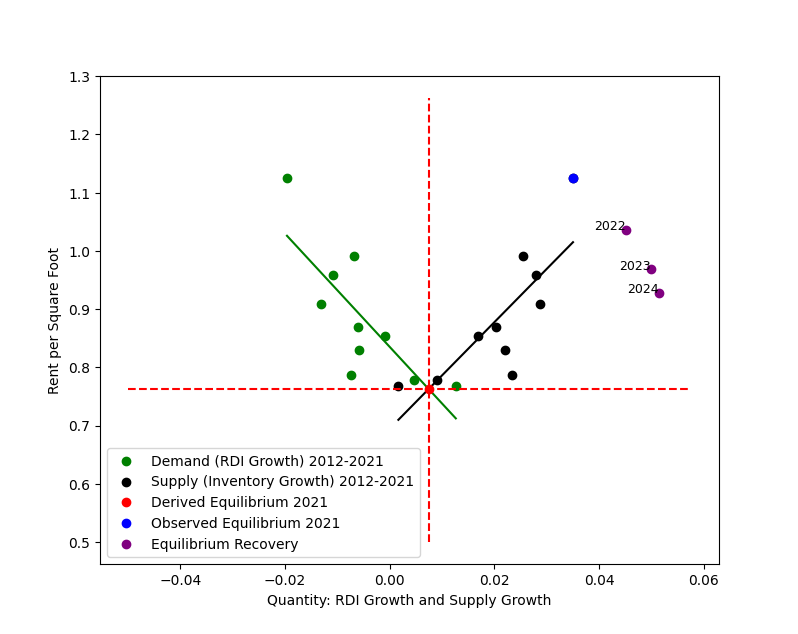 1.3
1.2
1.1
1.0
0.9
0.8
0.7
0.6
0.5
Rent per Square Foot
2022
2023
2024
Demand (RDI Growth) 2012-2021
Supply (Inventory Growth) 2012-2021
Derived Equilibrium 2021
Observed Equilibrium 2021
Equilibrium Recovery
−0.04 −0.02 0.00 0.02 0.04 0.06
Quantity: RDI Growth and Supply Growth